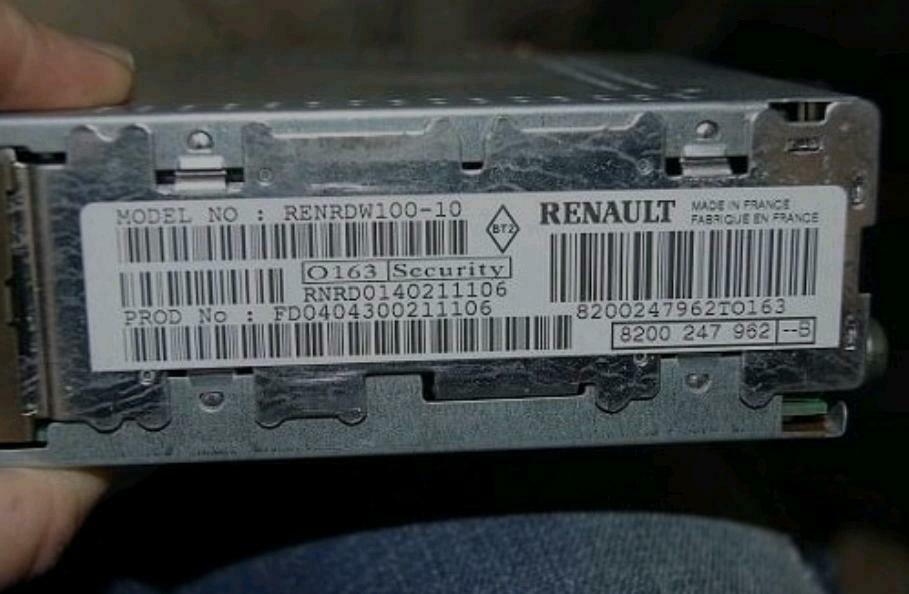 MODEL NO : RENRDW100-10
BT2
RENAULT
MADE IN FRANCE
FABRIQUE EN FRANCE
O163 Security
RNRD0140211106
PROD No : FD0404300211106
8200247962TO163
8200 247 962 --B